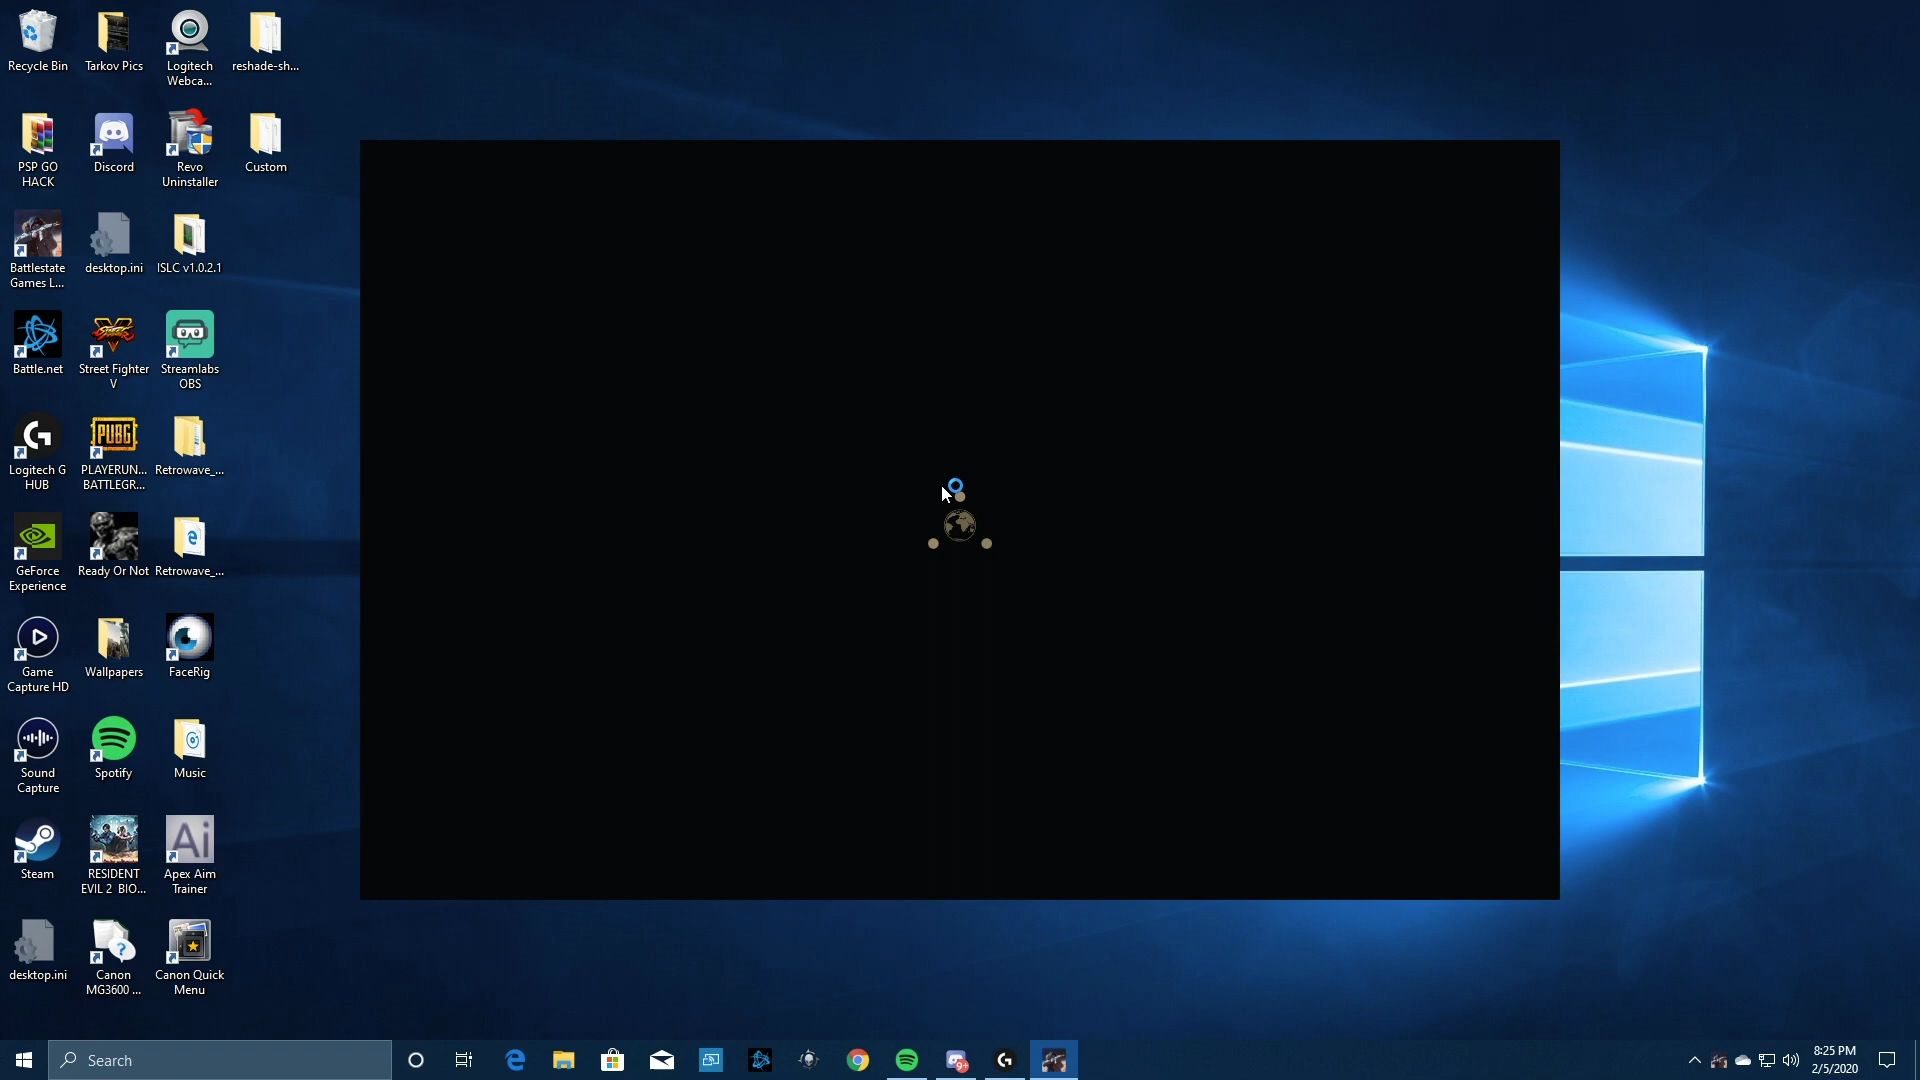 Recycle Bin
Tarkov Pics
Logitech
Webca...
reshade-sh...
PSP GO
HACK
Discord
Revo
Uninstaller
Custom
Battlestate
Games L...
desktop.ini
ISLC v1.0.2.1
Battle.net
Street Fighter
V
Streamlabs
OBS
Logitech G
HUB
PUBG
PLAYERUN...
BATTLEGR...
Retrowave_...
GeForce
Experience
Ready Or Not
Retrowave_...
Game
Capture HD
Wallpapers
FaceRig
Sound
Capture
Spotify
Music
Steam
RESIDENT
EVIL 2 BIO...
Ai
Apex Aim
Trainer
desktop.ini
Canon
MG3600 ...
Canon Quick
Menu
Search
9+
8:25 PM
2/5/2020